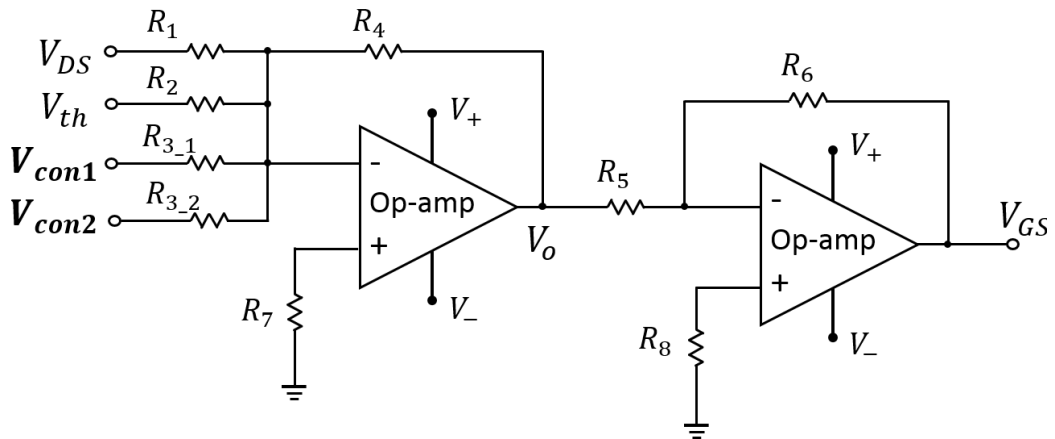 R1
R4
VDS
R2
Vth
R3_1
Vcon1
R3_2
Vcon2
V+
-
Op-amp
+
Vo
V−
R7
R5
R6
V+
-
Op-amp
+
VGS
V−
R8